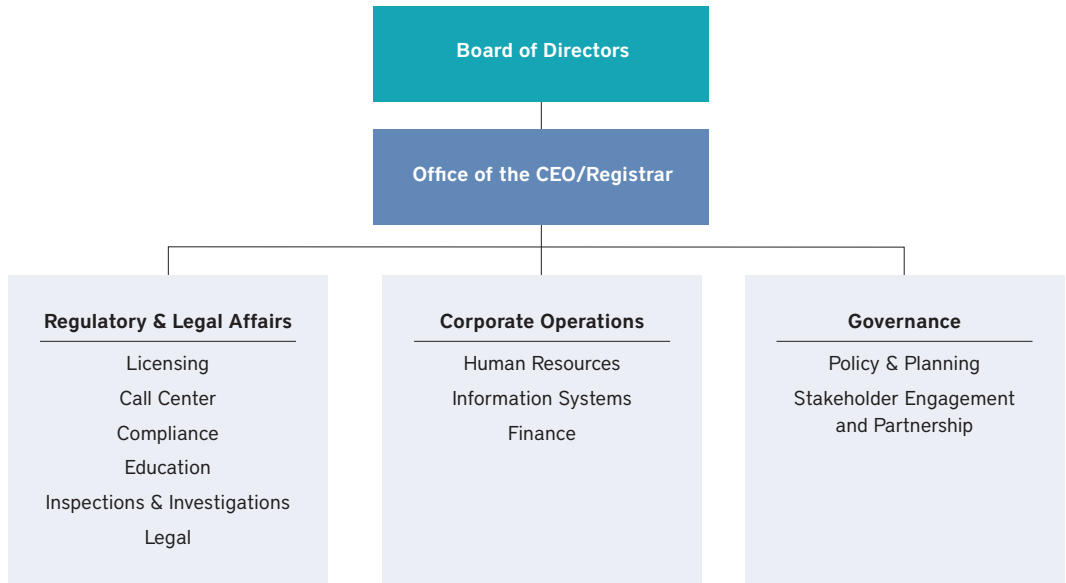 Board of Directors
Office of the CEO/Registrar
Regulatory & Legal Affairs
Licensing
Call Center
Compliance
Education
Inspections & Investigations
Legal
Corporate Operations
Human Resources
Information Systems
Finance
Governance
Policy & Planning
Stakeholder Engagement
and Partnership